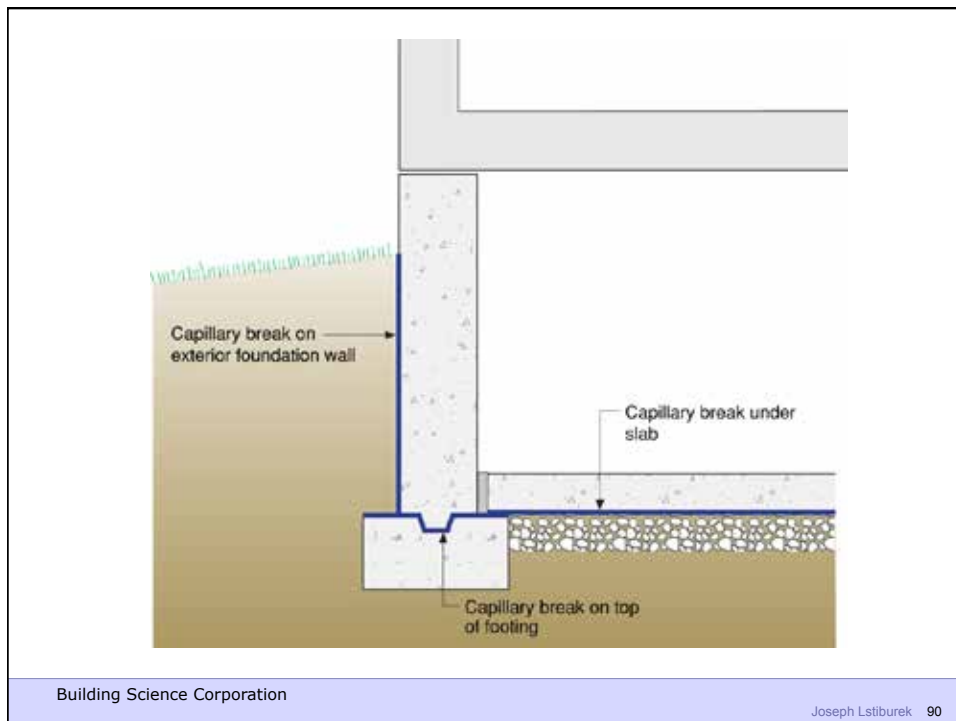 Capillary break on
exterior foundation wall
Capillary break under
slab
Capillary break on top
of footing
Building Science Corporation
Joseph Lstiburek 90